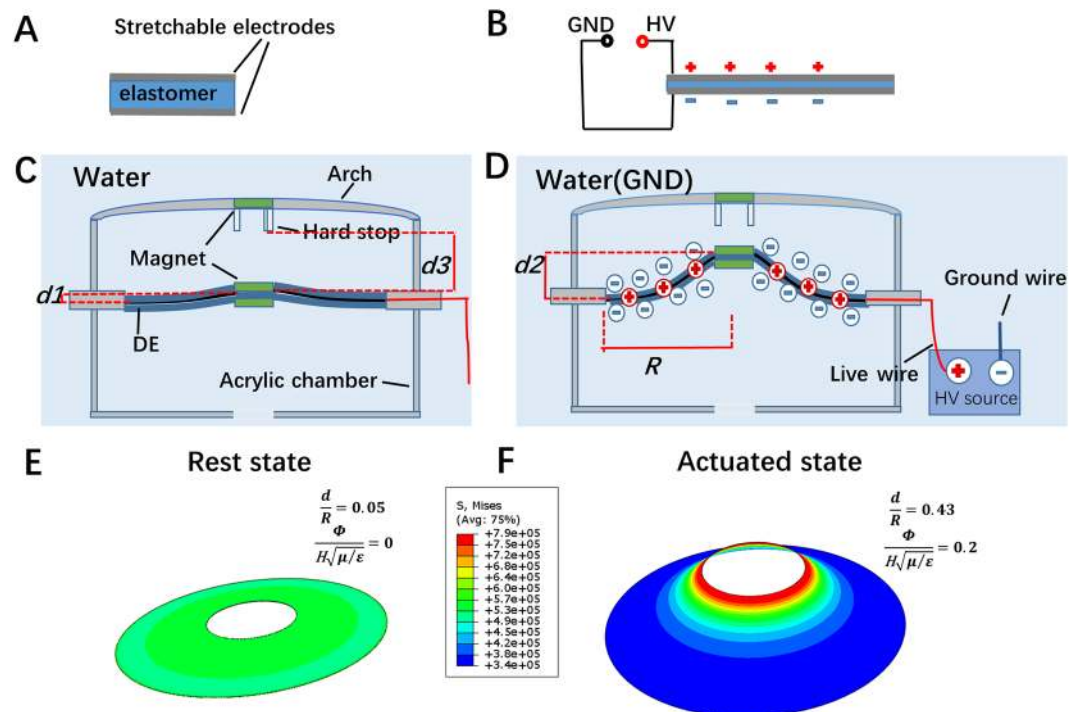 A
Stretchable electrodes
elastomer
B
GND
HV
+ + + +
- - - -
C
Water
Arch
Hard stop
Magnet
d3
d1
DE
Acrylic chamber
D
Water(GND)
d2
R
Ground wire
Live wire
HV source
E
Rest state
d/R = 0.05
Φ/H√μ/ε = 0
S, Mises
(Avg: 75%)
+7.9e+05
+7.5e+05
+7.2e+05
+6.8e+05
+6.4e+05
+6.0e+05
+5.7e+05
+5.3e+05
+4.9e+05
+4.5e+05
+4.2e+05
+3.8e+05
+3.4e+05
F
Actuated state
d/R = 0.43
Φ/H√μ/ε = 0.2